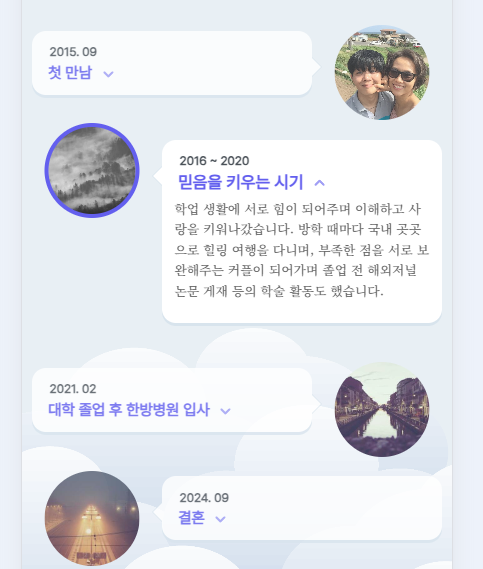 2015. 09
첫 만남
2016 ~ 2020
믿음을 키우는 시기
학업 생활에 서로 힘이 되어주며 이해하고 사
랑을 키워나갔습니다. 방학 때마다 국내 곳곳
으로 힐링 여행을 다니며, 부족한 점을 서로 보
완해주는 커플이 되어가며 졸업 전 해외저널
논문 게재 등의 학술 활동도 했습니다.
2021. 02
대학 졸업 후 한방병원 입사
2024. 09
결혼